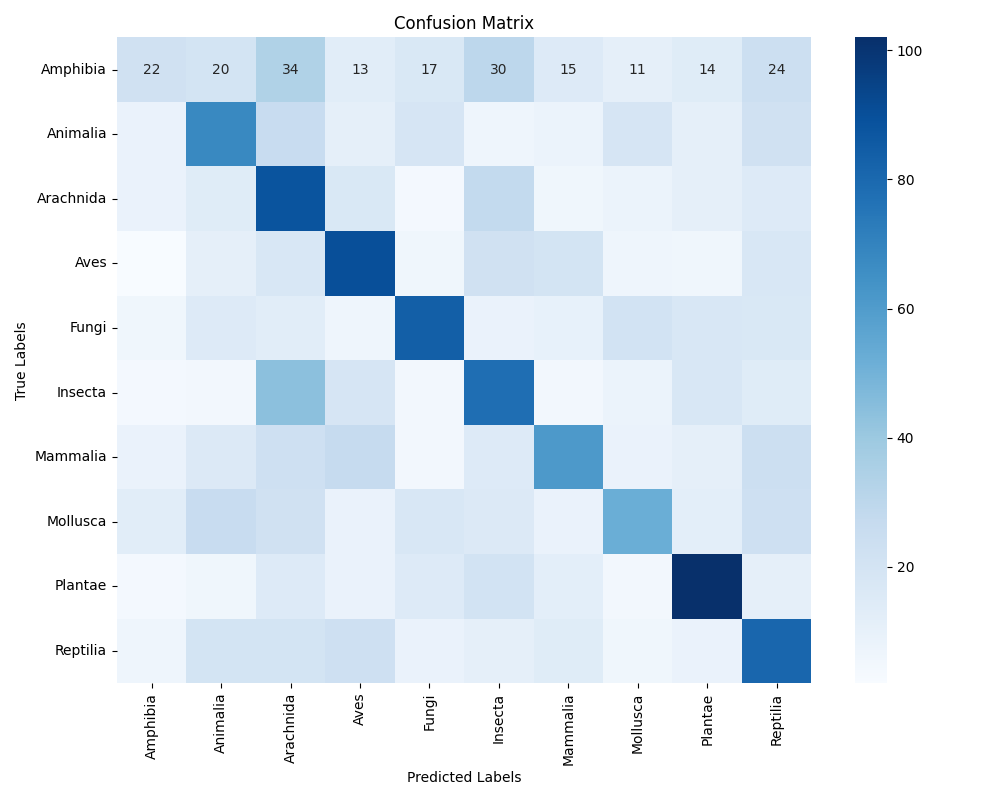 Confusion Matrix
True Labels
Amphibia 22 20 34 13 17 30 15 11 14 24
Animalia
Arachnida
Aves
Fungi
Insecta
Mammalia
Mollusca
Plantae
Reptilia
Amphibia Animalia Arachnida Aves Fungi Insecta Mammalia Mollusca Plantae Reptilia
Predicted Labels
100
80
60
40
20